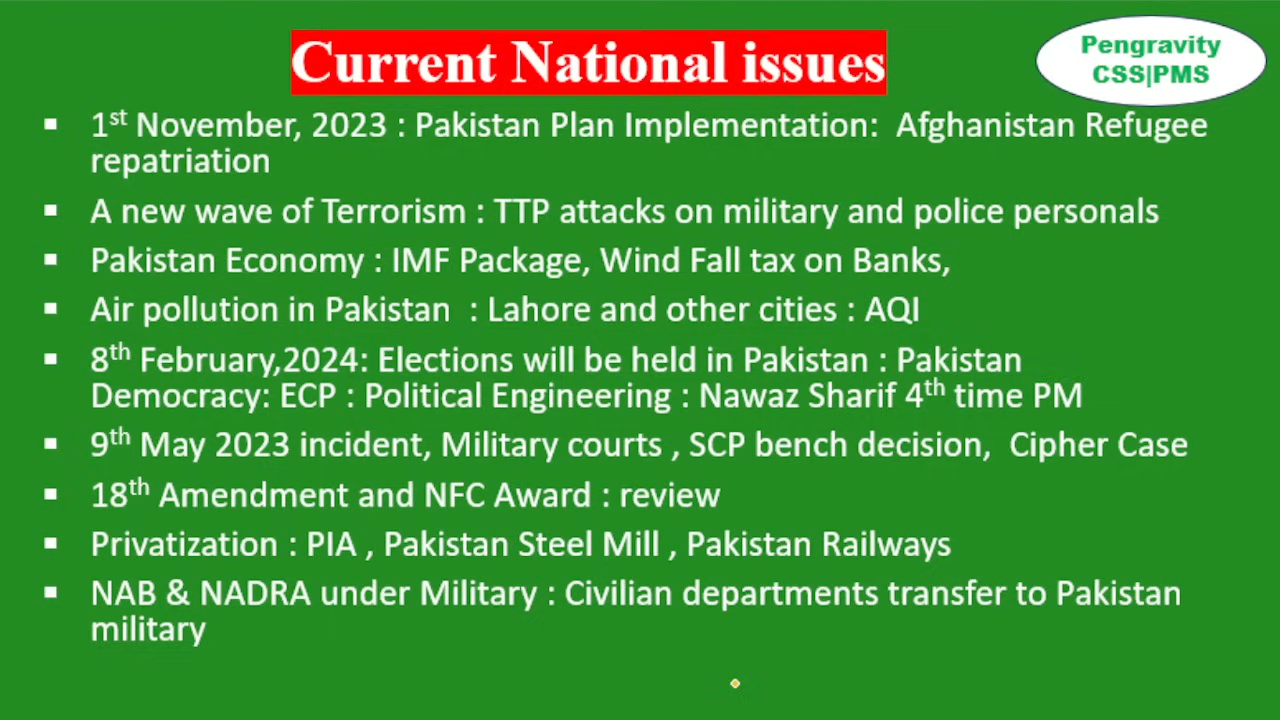 Current National issues
Pengravity
CSS|PMS
▪ 1st November, 2023 : Pakistan Plan Implementation: Afghanistan Refugee
repatriation
▪ A new wave of Terrorism : TTP attacks on military and police personals
▪ Pakistan Economy : IMF Package, Wind Fall tax on Banks,
▪ Air pollution in Pakistan : Lahore and other cities : AQI
▪ 8th February,2024: Elections will be held in Pakistan : Pakistan
Democracy: ECP : Political Engineering : Nawaz Sharif 4th time PM
▪ 9th May 2023 incident, Military courts , SCP bench decision, Cipher Case
▪ 18th Amendment and NFC Award : review
▪ Privatization : PIA , Pakistan Steel Mill , Pakistan Railways
▪ NAB & NADRA under Military : Civilian departments transfer to Pakistan
military